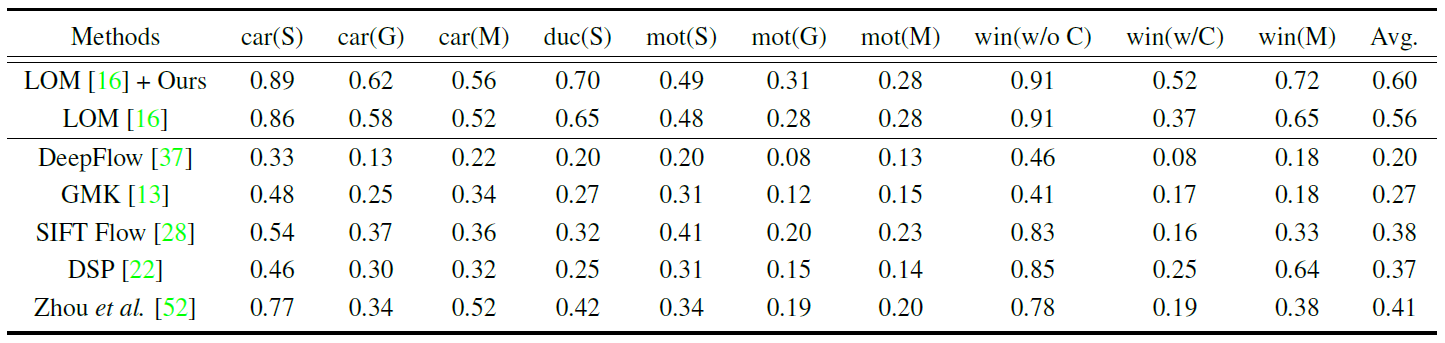 Methods car(S) car(G) car(M) duc(S) mot(S) mot(G) mot(M) win(w/o C) win(w/C) win(M) Avg.
LOM [16] + Ours 0.89 0.62 0.56 0.70 0.49 0.31 0.28 0.91 0.52 0.72 0.60
LOM [16] 0.86 0.58 0.52 0.65 0.48 0.28 0.28 0.91 0.37 0.65 0.56
DeepFlow [37] 0.33 0.13 0.22 0.20 0.20 0.08 0.13 0.46 0.08 0.18 0.20
GMK [13] 0.48 0.25 0.34 0.27 0.31 0.12 0.15 0.41 0.17 0.18 0.27
SIFT Flow [28] 0.54 0.37 0.36 0.32 0.41 0.20 0.23 0.83 0.16 0.33 0.38
DSP [22] 0.46 0.30 0.32 0.25 0.31 0.15 0.14 0.85 0.25 0.64 0.37
Zhou et al. [52] 0.77 0.34 0.52 0.42 0.34 0.19 0.20 0.78 0.19 0.38 0.41